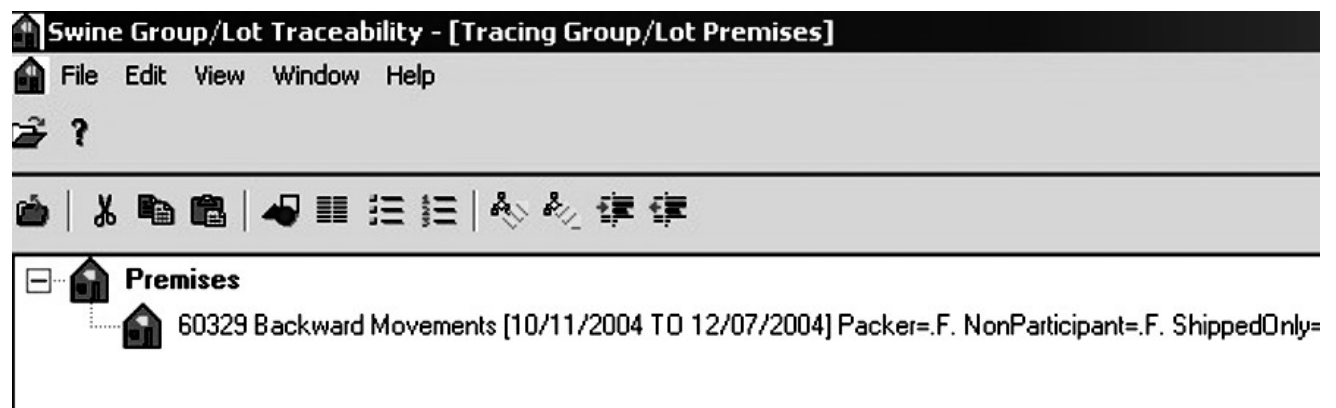 Swine Group/Lot Traceability - [Tracing Group/Lot Premises]
File Edit View Window Help
?
Premises
60329 Backward Movements [10/11/2004 TO 12/07/2004] Packer=.F. NonParticipant=.F. ShippedOnly=